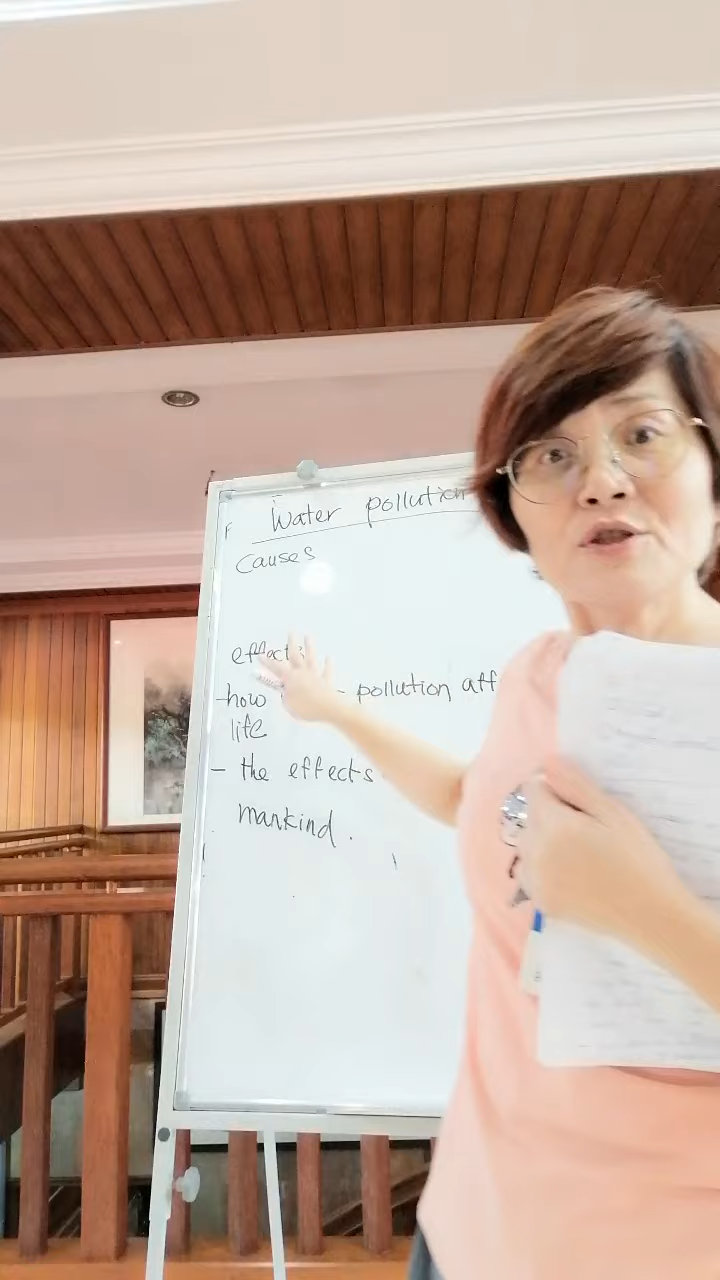 Water pollution
Causes
effects
- how - pollution aff
life
- the effects
mankind.